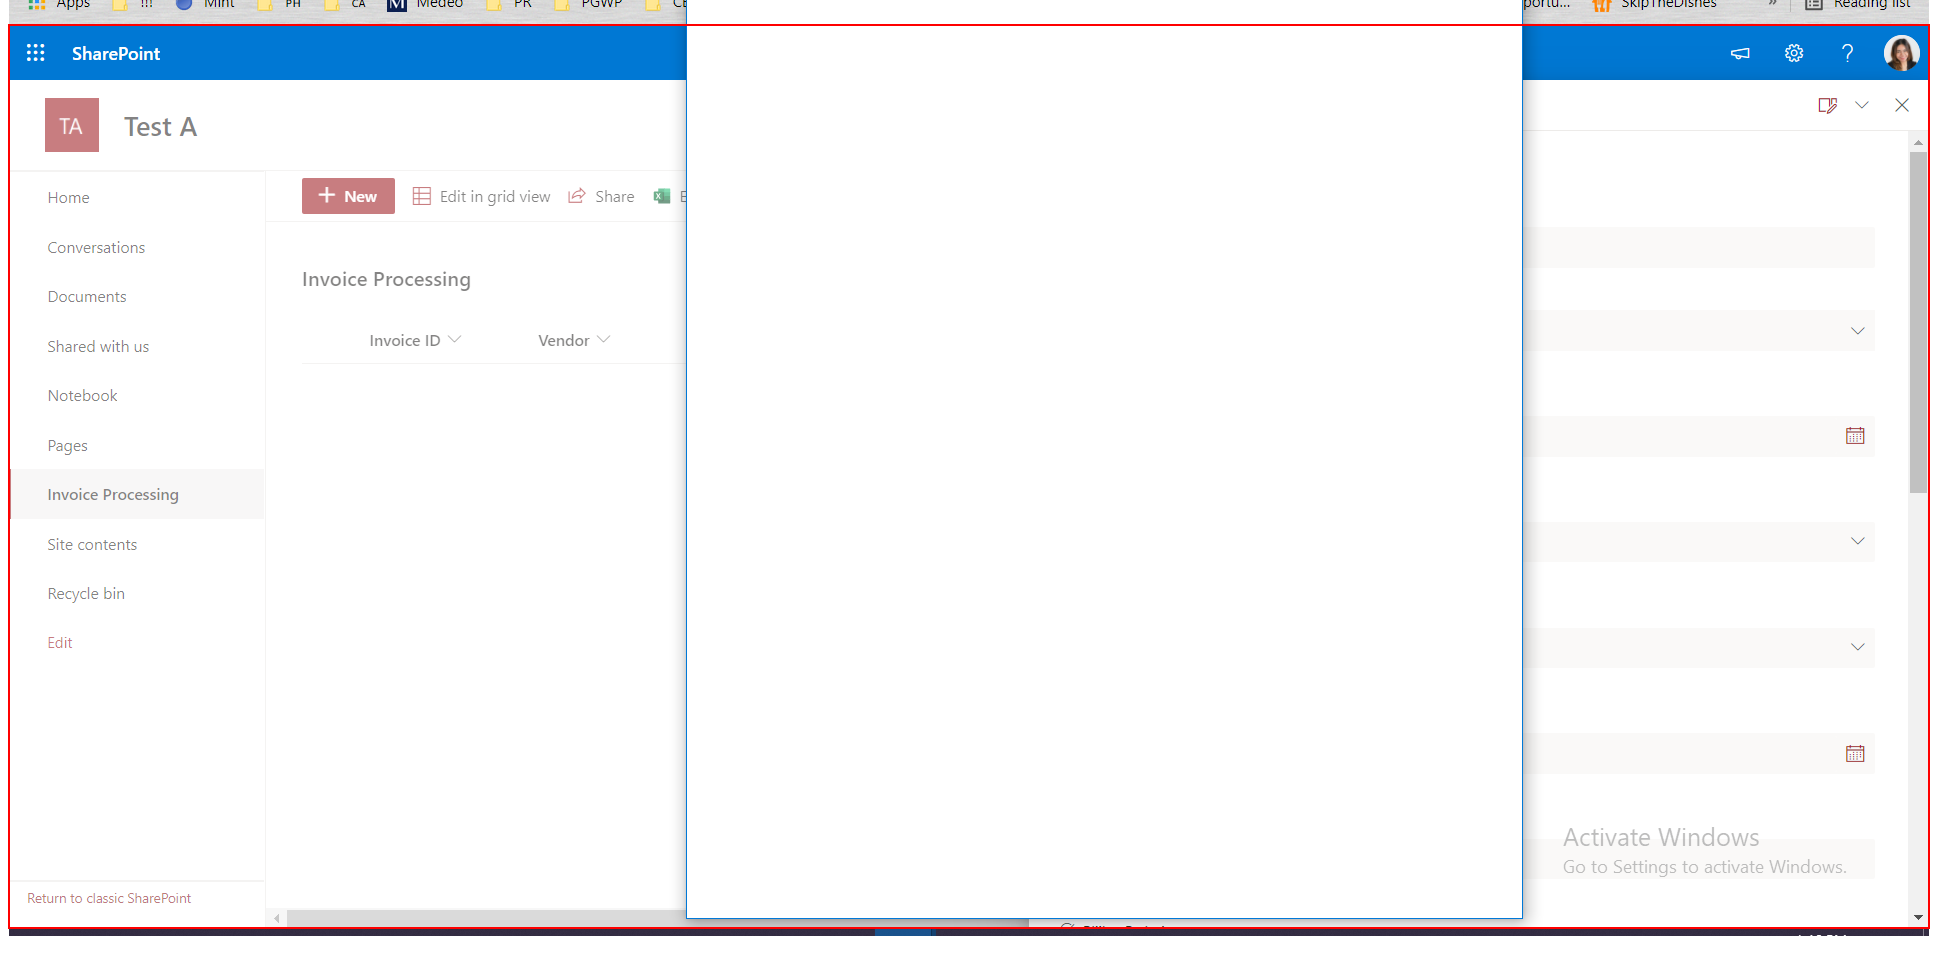 Apps !!! Mint PH CA Medeo PR PGWP portu... SkipTheDishes » Reading list
SharePoint
TA Test A
Home
Conversations
Documents
Shared with us
Notebook
Pages
Invoice Processing
Site contents
Recycle bin
Edit
Return to classic SharePoint
+ New Edit in grid view Share
Invoice Processing
Invoice ID Vendor
Activate Windows
Go to Settings to activate Windows.